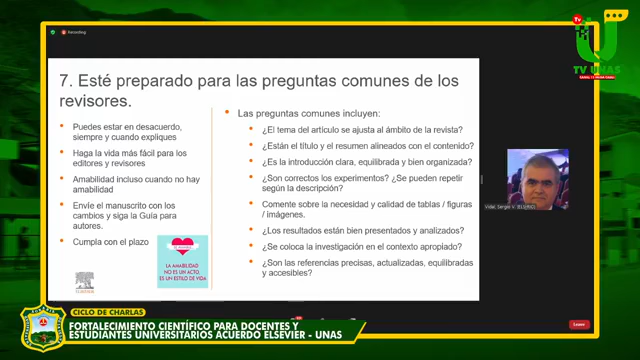 Recording
Tv
TV UNAS
7. Esté preparado para las preguntas comunes de los
revisores.
Puedes estar en desacuerdo,
siempre y cuando expliques
Haga la vida más fácil para los
editores y revisores
Amabilidad incluso cuando no hay
amabilidad
Envíe el manuscrito con los
cambios y siga la Guía para
autores.
Cumpla con el plazo
LA AMABILIDAD
NO ES UN ACTO,
ES UN ESTILO DE VIDA
ELSEVIER
Las preguntas comunes incluyen:
¿El tema del artículo se ajusta al ámbito de la revista?
¿Están el título y el resumen alineados con el contenido?
¿Es la introducción clara, equilibrada y bien organizada?
¿Son correctos los experimentos? ¿Se pueden repetir
según la descripción?
Comente sobre la necesidad y calidad de tablas / figuras
/ imágenes.
¿Los resultados están bien presentados y analizados?
¿Se coloca la investigación en el contexto apropiado?
¿Son las referencias precisas, actualizadas, equilibradas
y accesibles?
Vidal, Sergio V. (ELS-RIO)
Leave
CICLO DE CHARLAS
FORTALECIMIENTO CIENTÍFICO PARA DOCENTES Y
ESTUDIANTES UNIVERSITARIOS ACUERDO ELSEVIER - UNAS